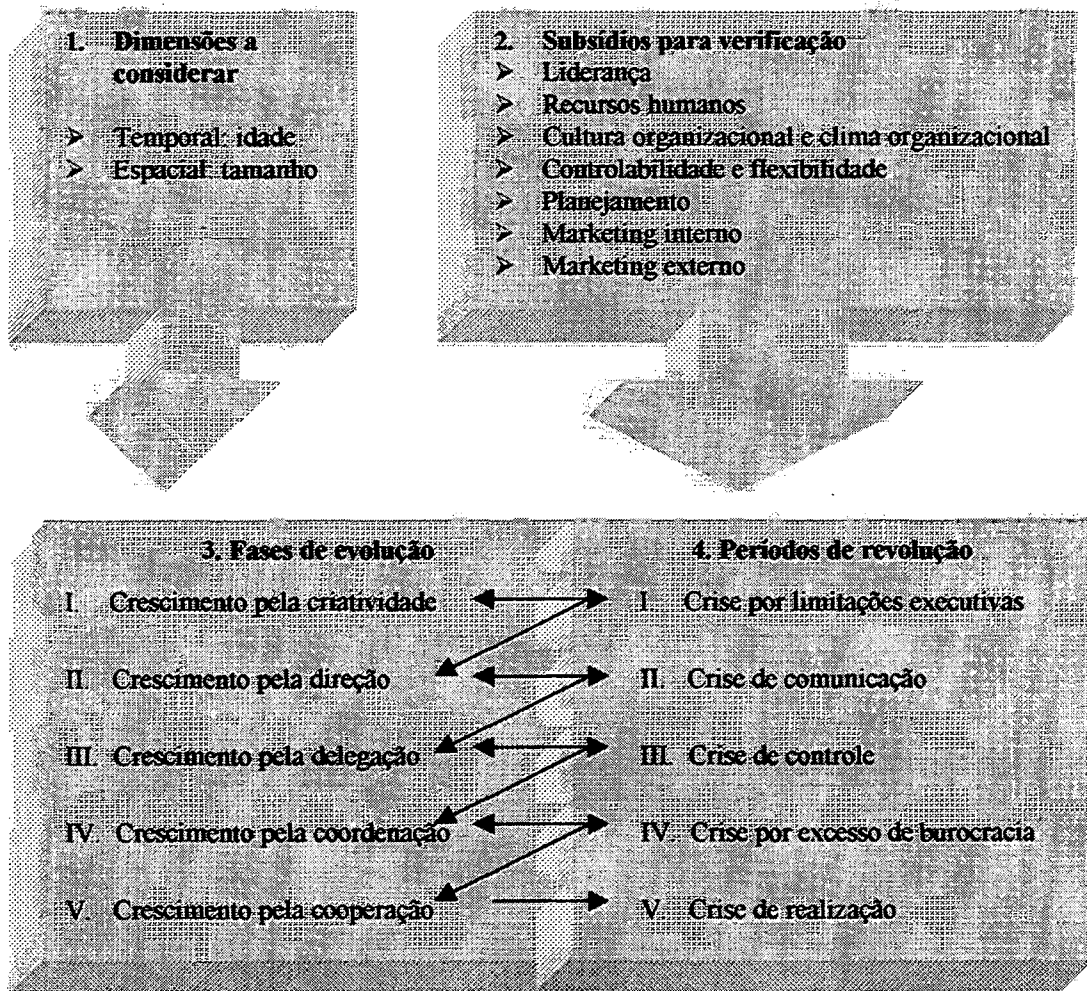 1. Dimensões a
considerar
➢ Temporal: idade
➢ Espacial: tamanho
2. Subsídios para verificação
➢ Liderança
➢ Recursos humanos
➢ Cultura organizacional e clima organizacional
➢ Controlabilidade e flexibilidade
➢ Planejamento
➢ Marketing interno
➢ Marketing externo
3. Fases de evolução
I. Crescimento pela criatividade
II. Crescimento pela direção
III. Crescimento pela delegação
IV. Crescimento pela coordenação
V. Crescimento pela cooperação
4. Períodos de revolução
I. Crise por limitações executivas
II. Crise de comunicação
III. Crise de controle
IV. Crise por excesso de burocracia
V. Crise de realização